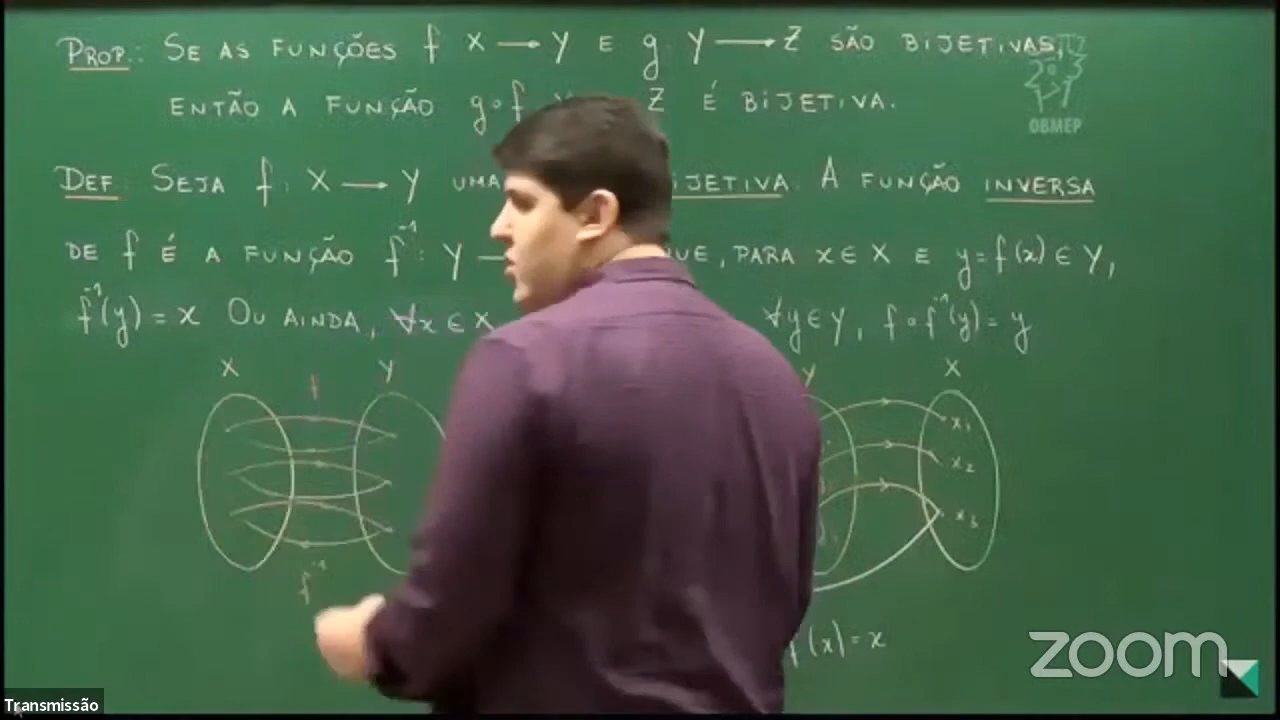 PROP.: SE AS FUNÇÕES f X → Y E g: Y → Z SÃO BIJETIVAS,
OBMEP
ENTÃO A FUNÇÃO g∘f Z É BIJETIVA.
DEF: SEJA f: X → Y UMA IJETIVA. A FUNÇÃO INVERSA
DE f É A FUNÇÃO f⁻¹: Y → UE, PARA x ∈ X E y = f(x) ∈ Y,
f⁻¹(y) = x OU AINDA, ∀x ∈ X ∀y ∈ Y, f∘f⁻¹(y) = y
X f Y Y X
x₁
x₂
x₃
f⁻¹
f(x) = x
zoom
Transmissão